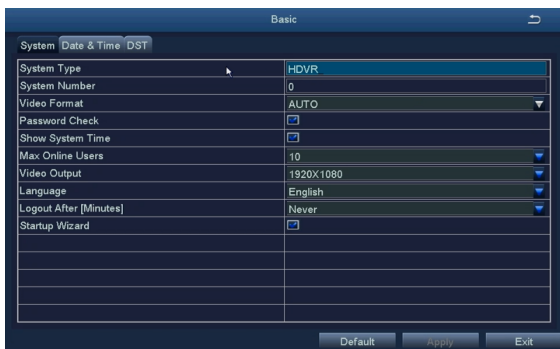 Basic
System Date & Time DST
System Type HDVR
System Number 0
Video Format AUTO
Password Check
Show System Time
Max Online Users 10
Video Output 1920X1080
Language English
Logout After [Minutes] Never
Startup Wizard
Default Apply Exit